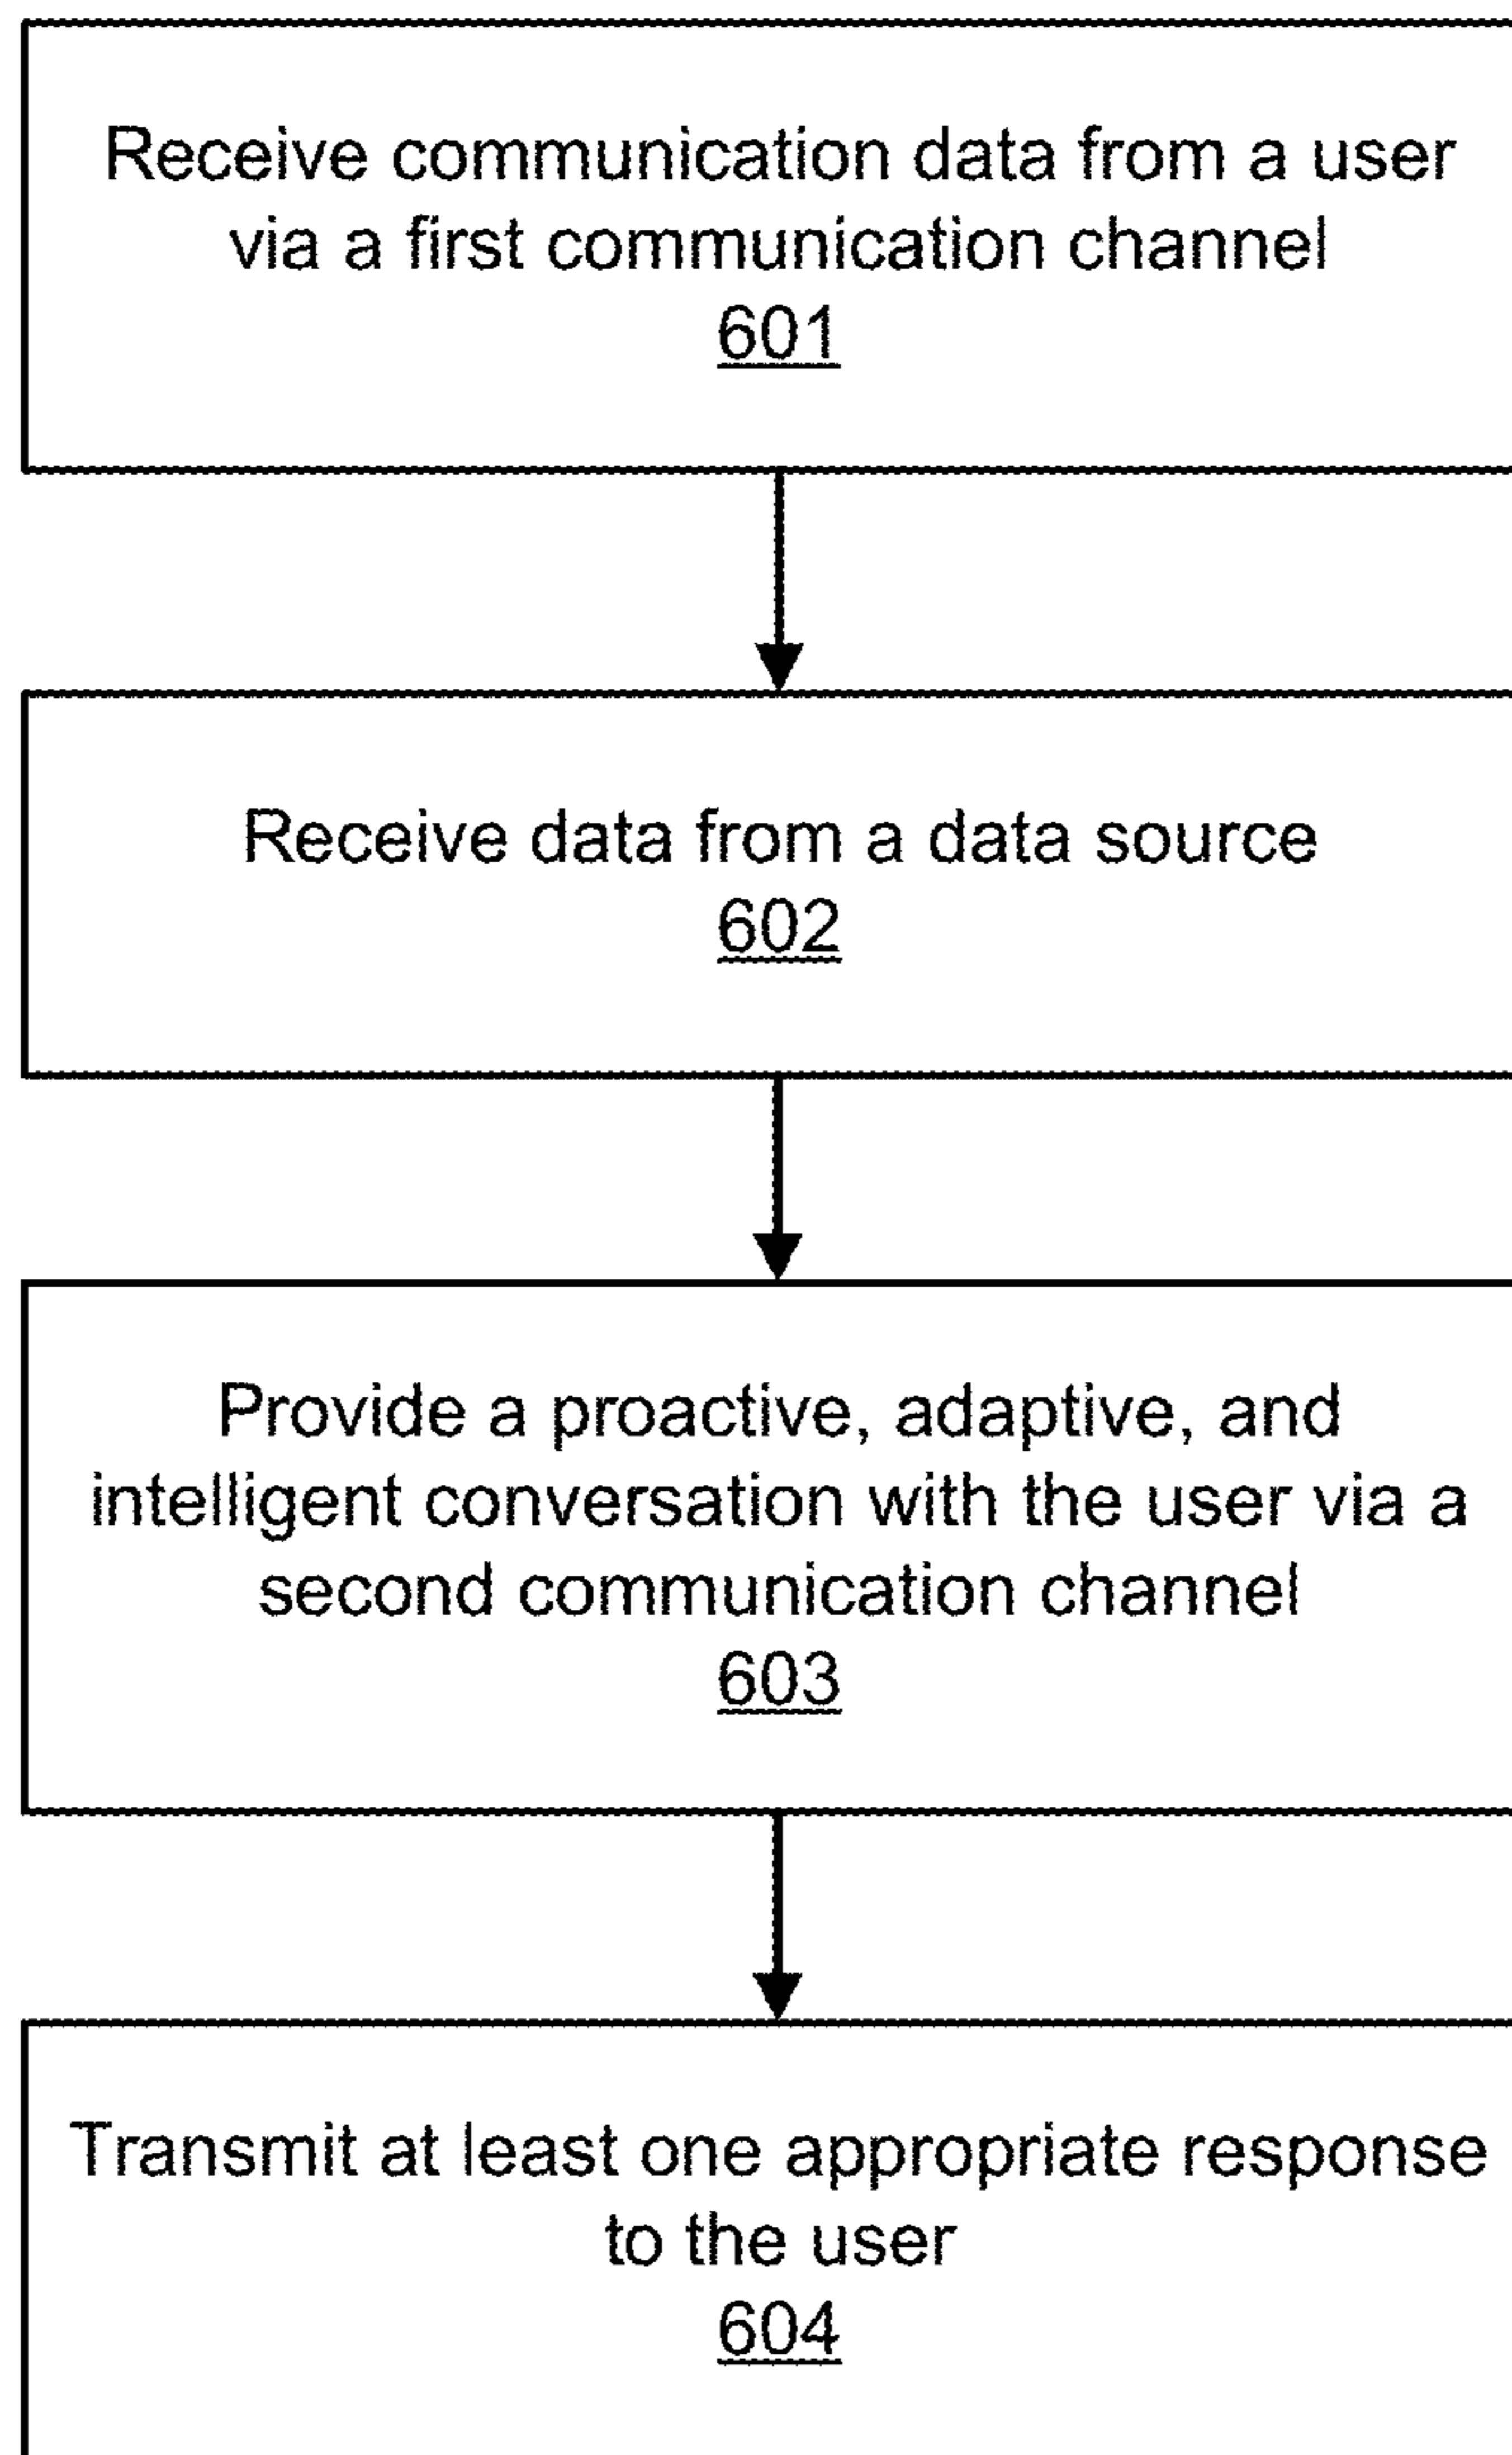 Receive communication data from a user
via a first communication channel
601
Receive data from a data source
602
Provide a proactive, adaptive, and
intelligent conversation with the user via a
second communication channel
603
Transmit at least one appropriate response
to the user
604